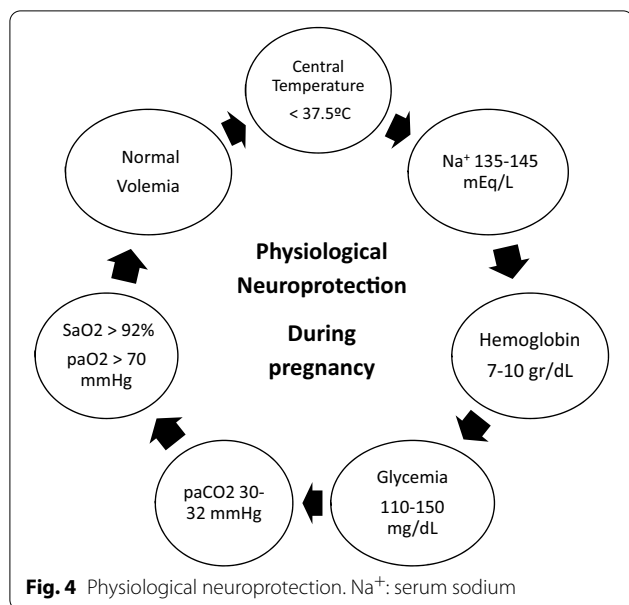 Central
Temperature
< 37.5ºC
Na⁺ 135-145
mEq/L
Hemoglobin
7-10 gr/dL
Glycemia
110-150
mg/dL
paCO2 30-
32 mmHg
SaO2 > 92%
paO2 > 70
mmHg
Normal
Volemia
Physiological
Neuroprotection
During
pregnancy
Fig. 4 Physiological neuroprotection. Na⁺: serum sodium